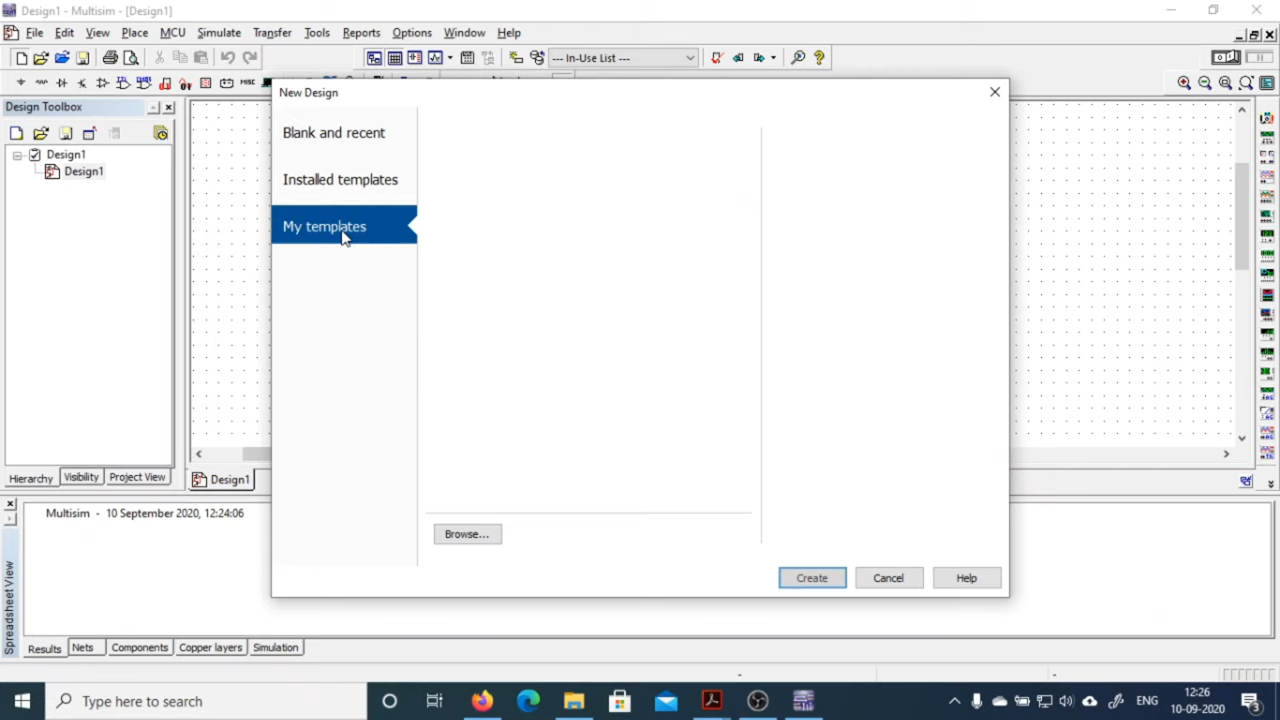 Design1 - Multisim - [Design1]
File Edit View Place MCU Simulate Transfer Tools Reports Options Window Help
--- In-Use List ---
MISC
Design Toolbox
Design1
Design1
Hierarchy Visibility Project View
Design1
New Design
Blank and recent
Installed templates
My templates
Browse...
Create Cancel Help
Multisim - 10 September 2020, 12:24:06
Spreadsheet View
Results Nets Components Copper layers Simulation
Type here to search
ENG
12:26
10-09-2020
3